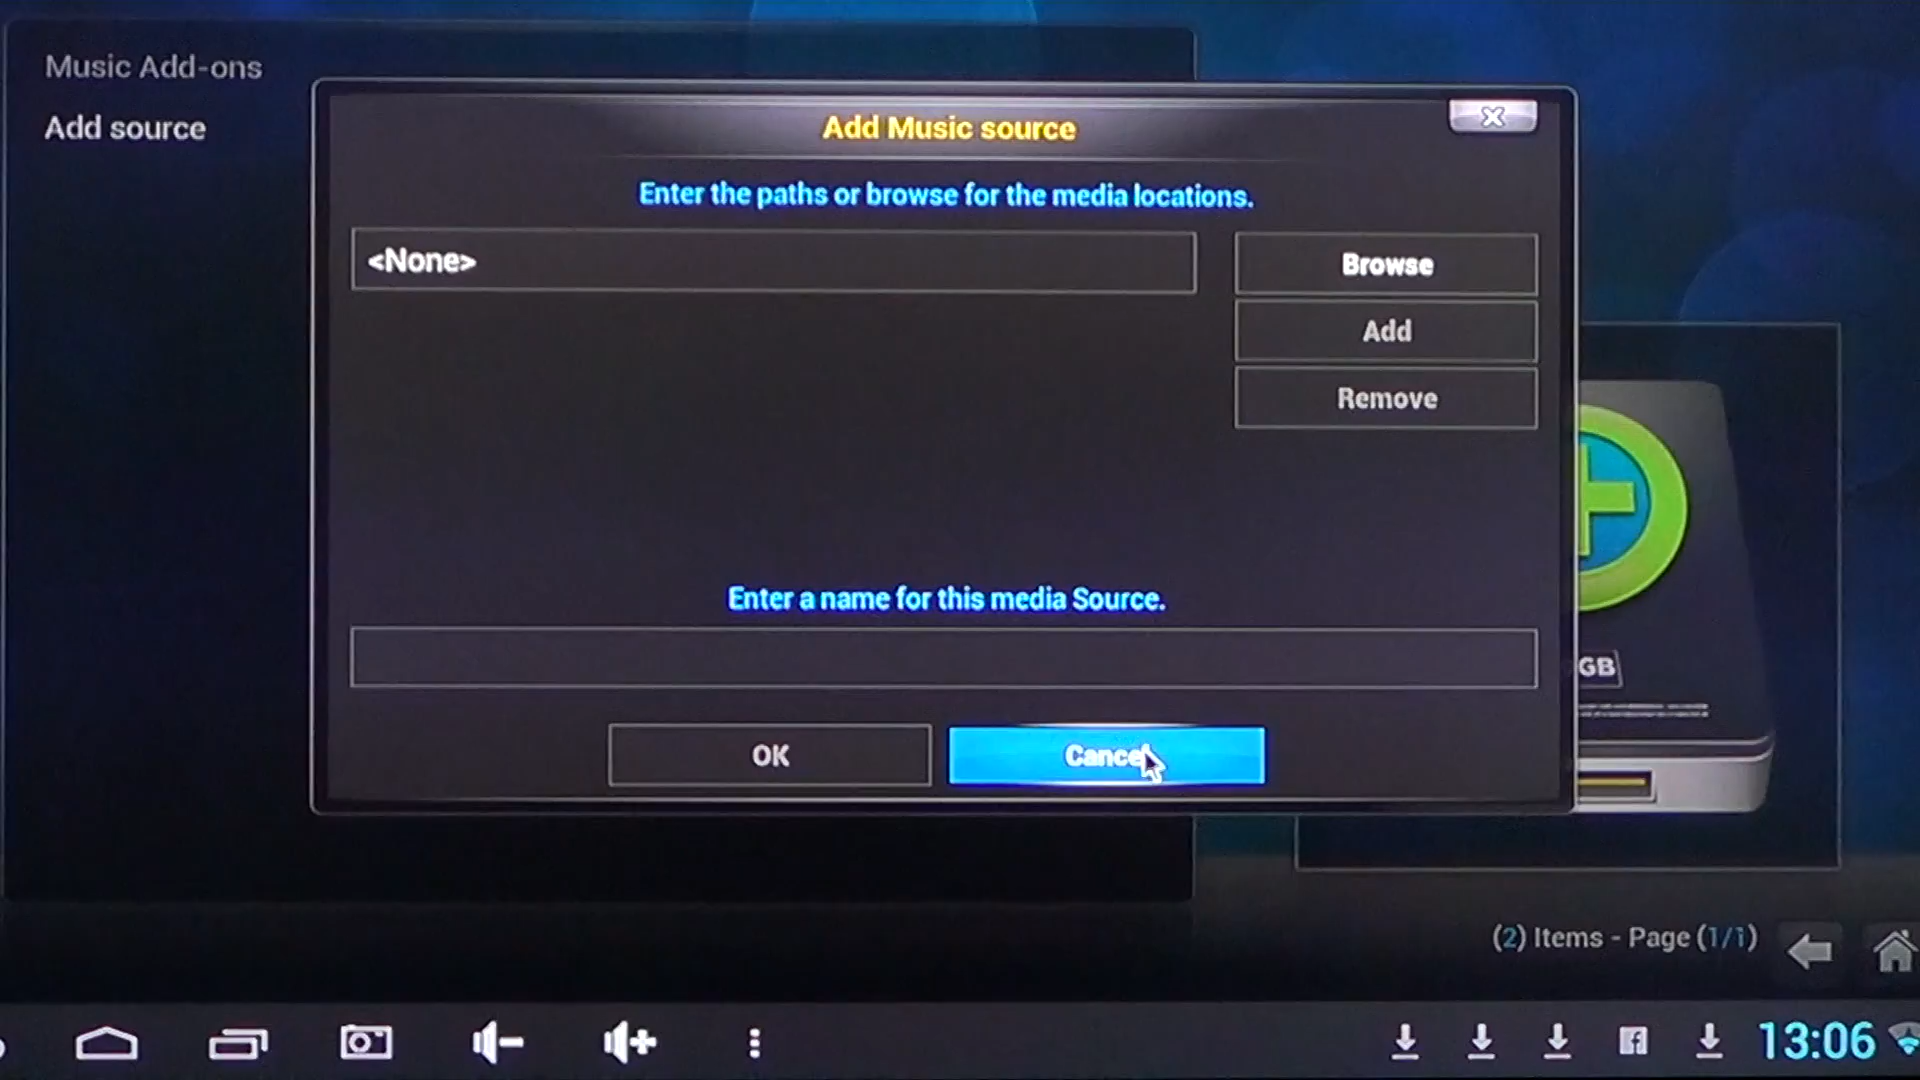 Music Add-ons
Add source
Add Music source
Enter the paths or browse for the media locations.
<None>
Browse
Add
Remove
Enter a name for this media Source.
OK
Cancel
GB
(2) Items - Page (1/1)
13:06